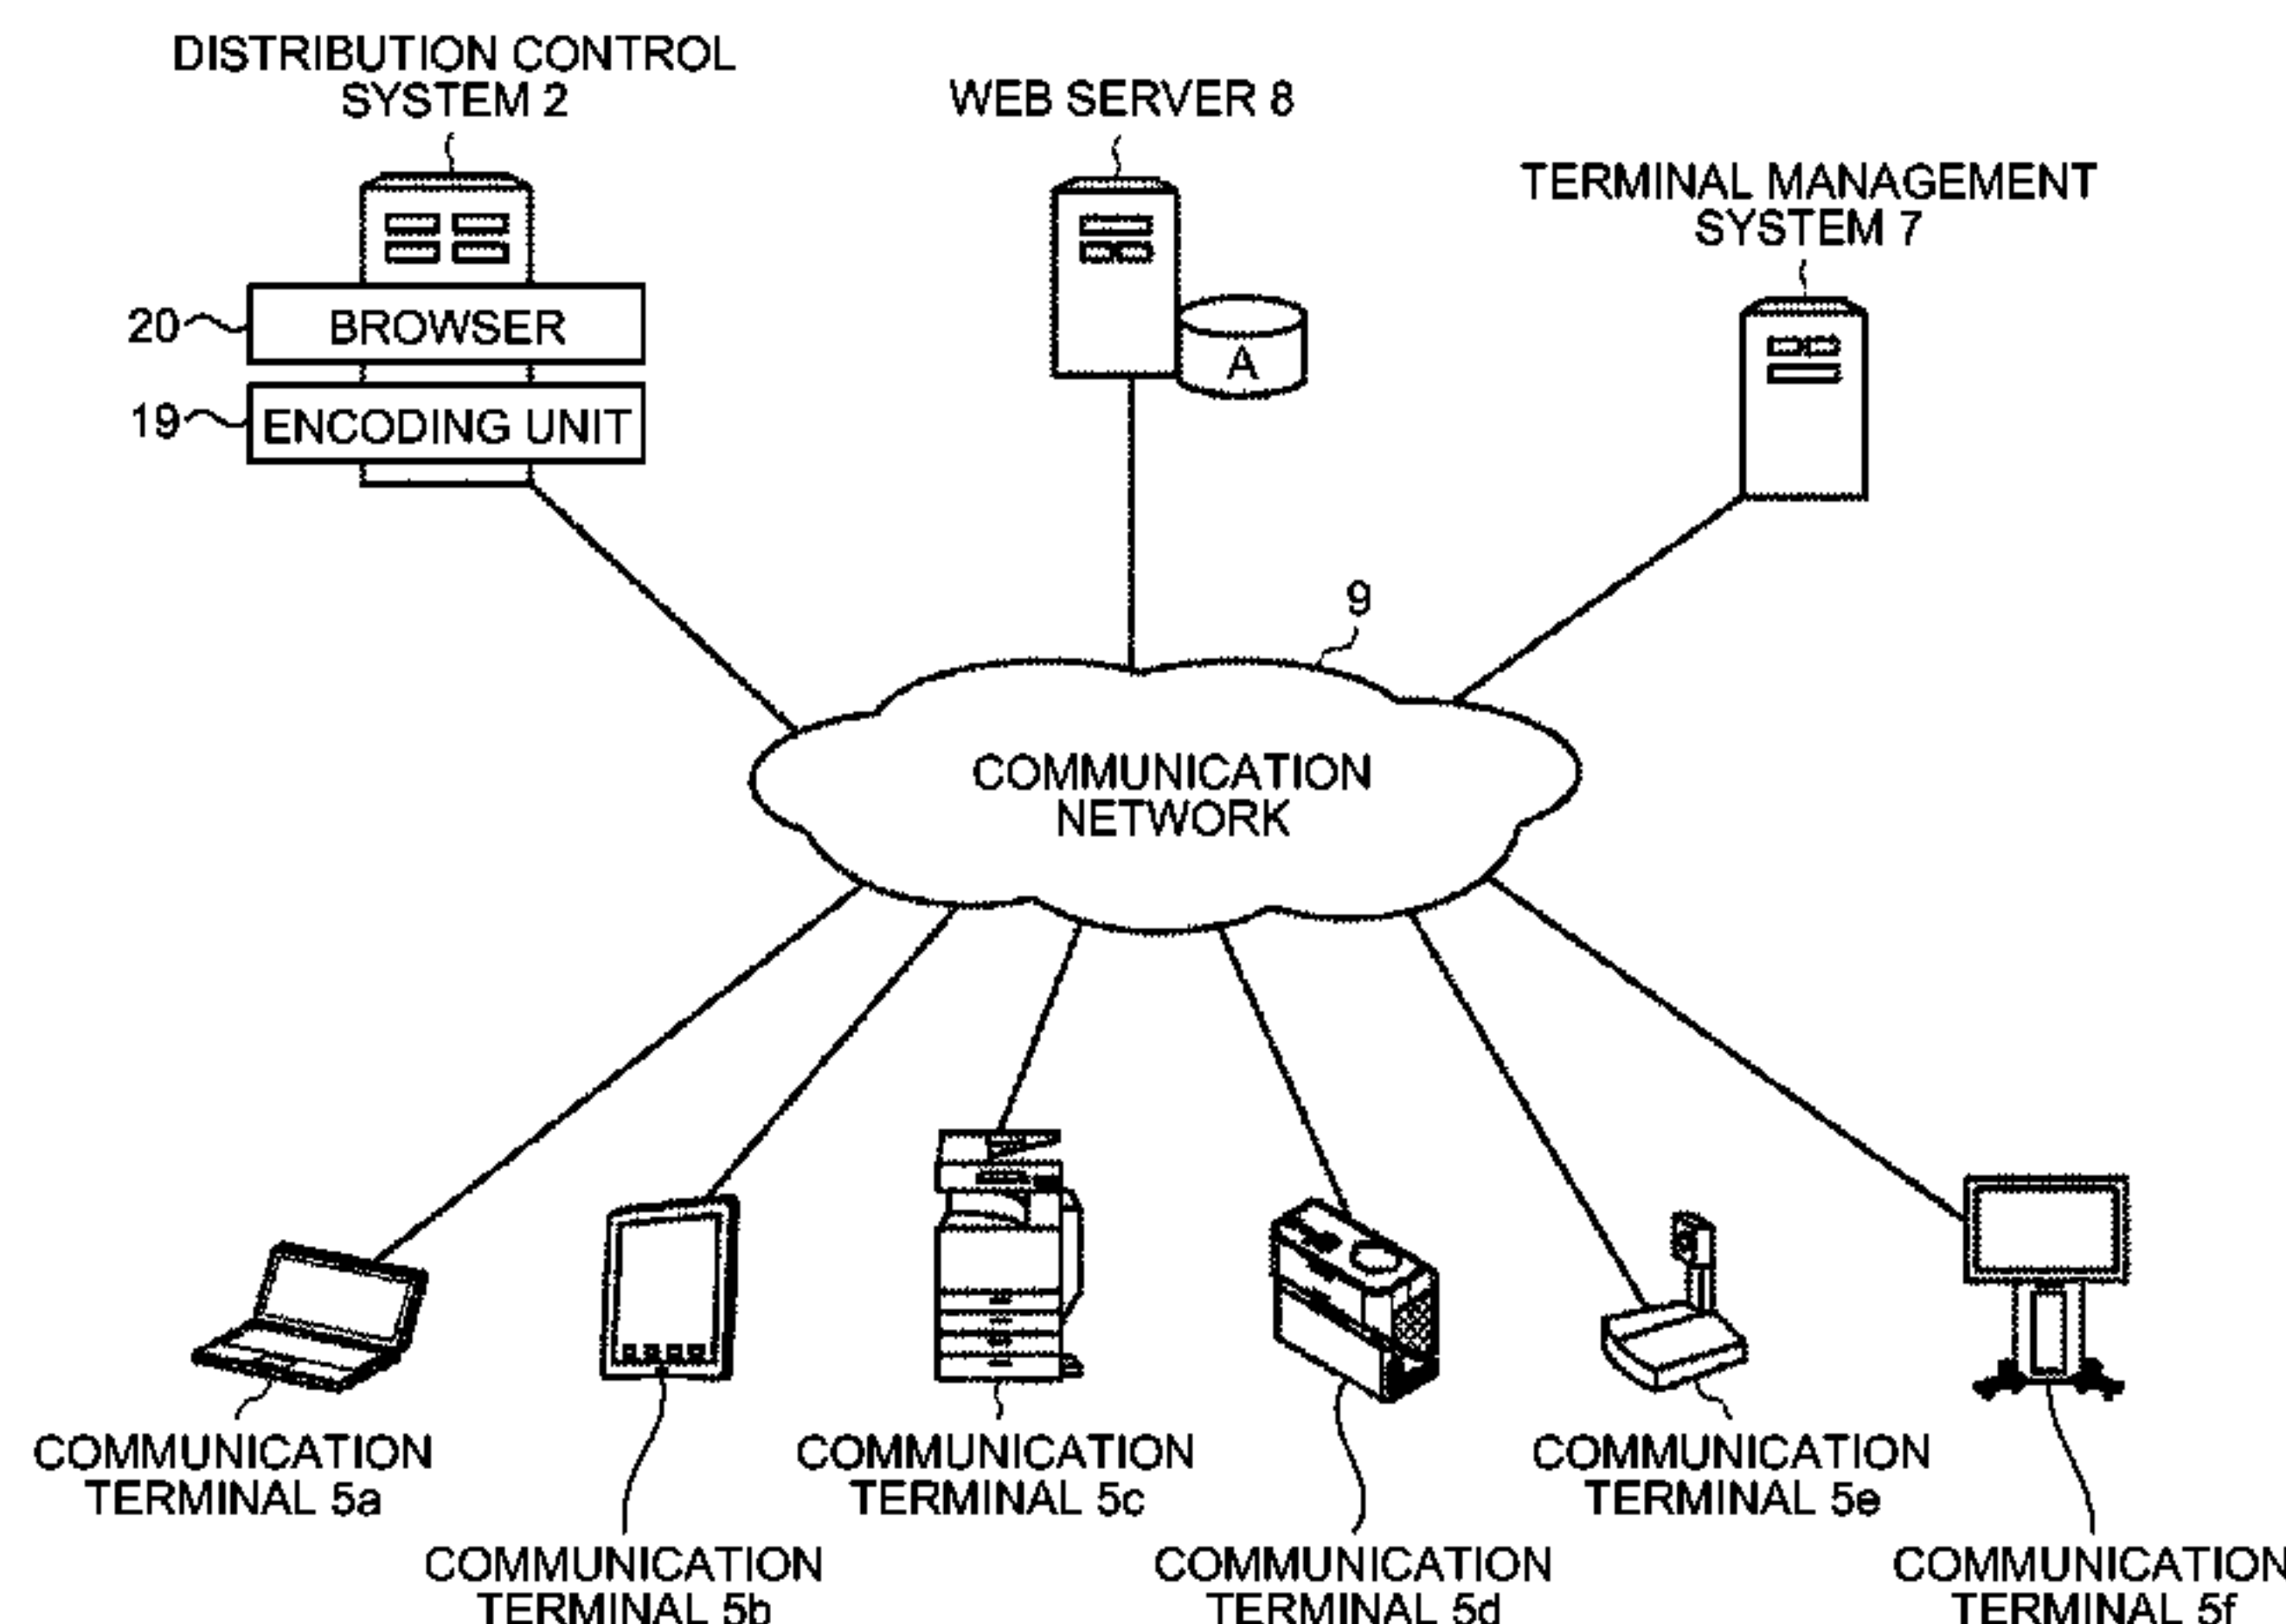 DISTRIBUTION CONTROL
SYSTEM 2
WEB SERVER 8
TERMINAL MANAGEMENT
SYSTEM 7
20
BROWSER
A
19
ENCODING UNIT
9
COMMUNICATION
NETWORK
COMMUNICATION
TERMINAL 5a
COMMUNICATION
TERMINAL 5b
COMMUNICATION
TERMINAL 5c
COMMUNICATION
TERMINAL 5d
COMMUNICATION
TERMINAL 5e
COMMUNICATION
TERMINAL 5f